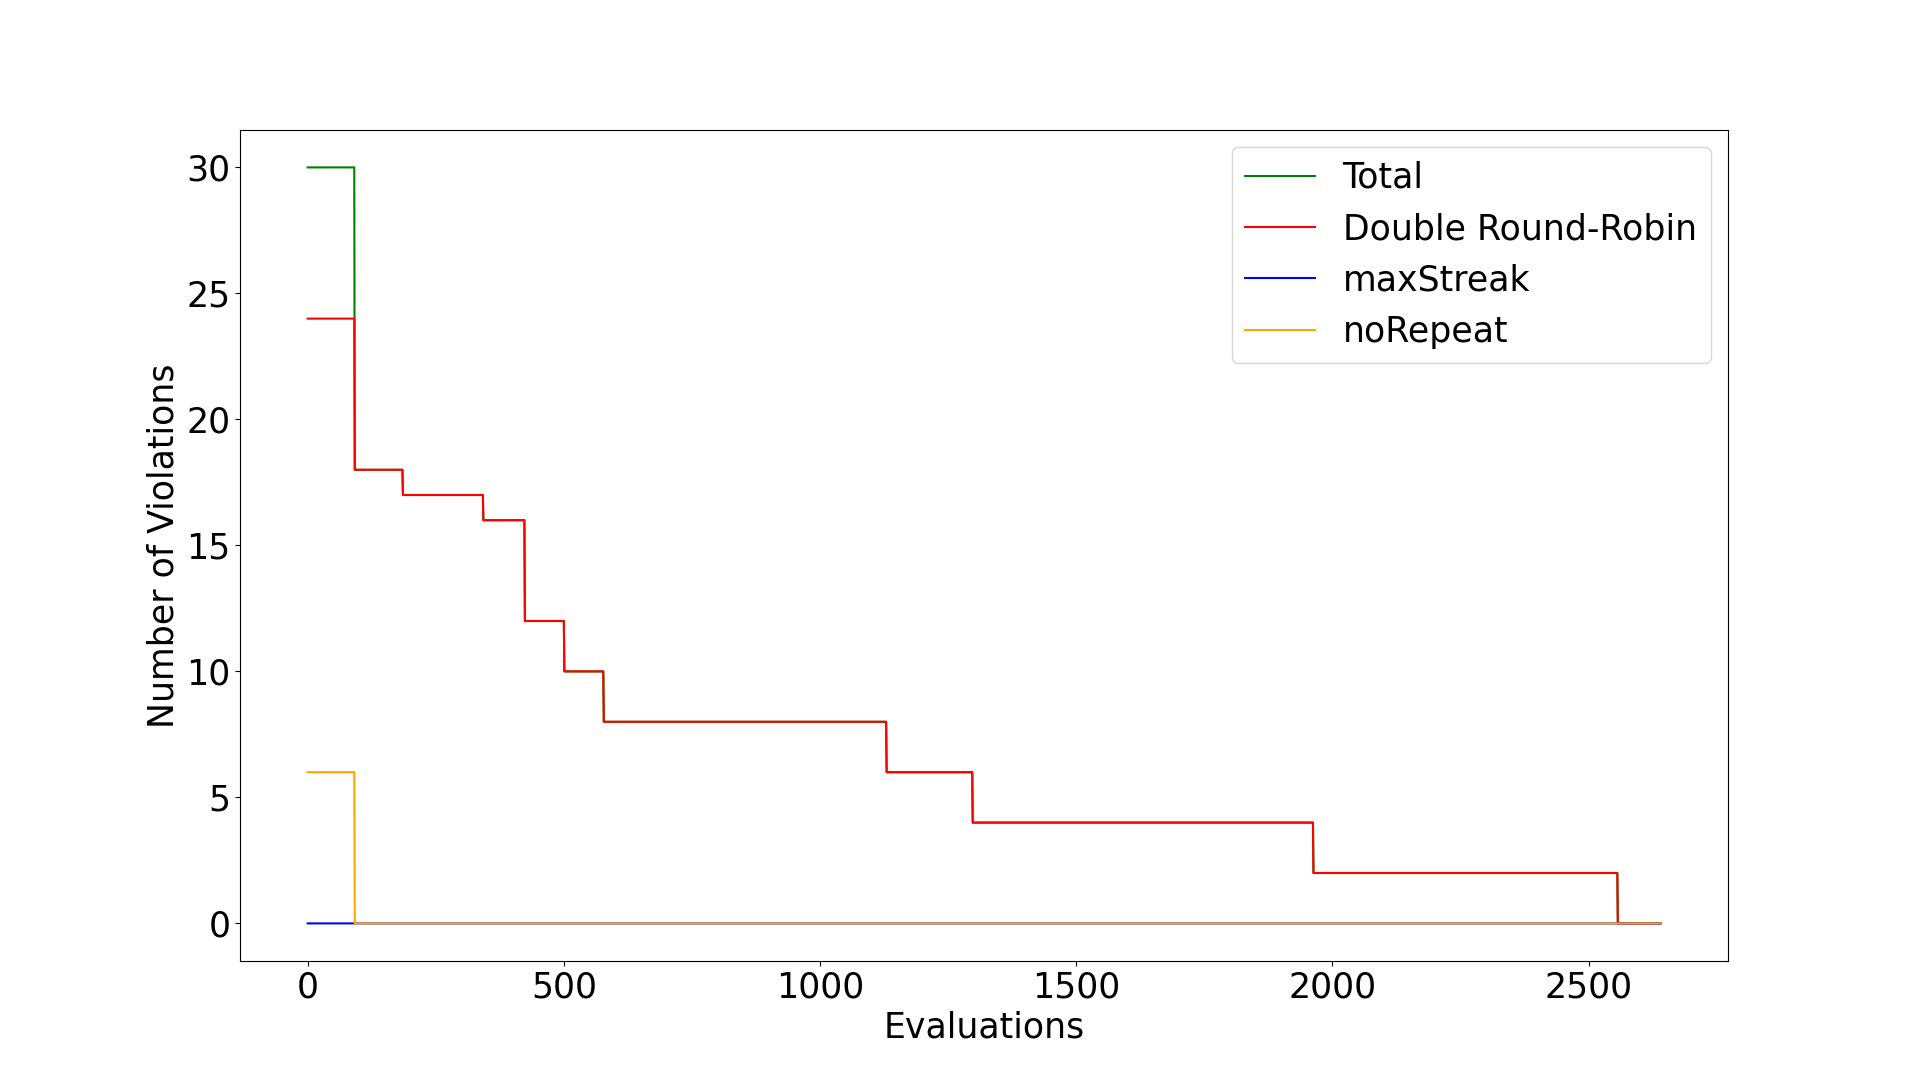 Number of Violations
30
25
20
15
10
5
0
Total
Double Round-Robin
maxStreak
noRepeat
0 500 1000 1500 2000 2500
Evaluations